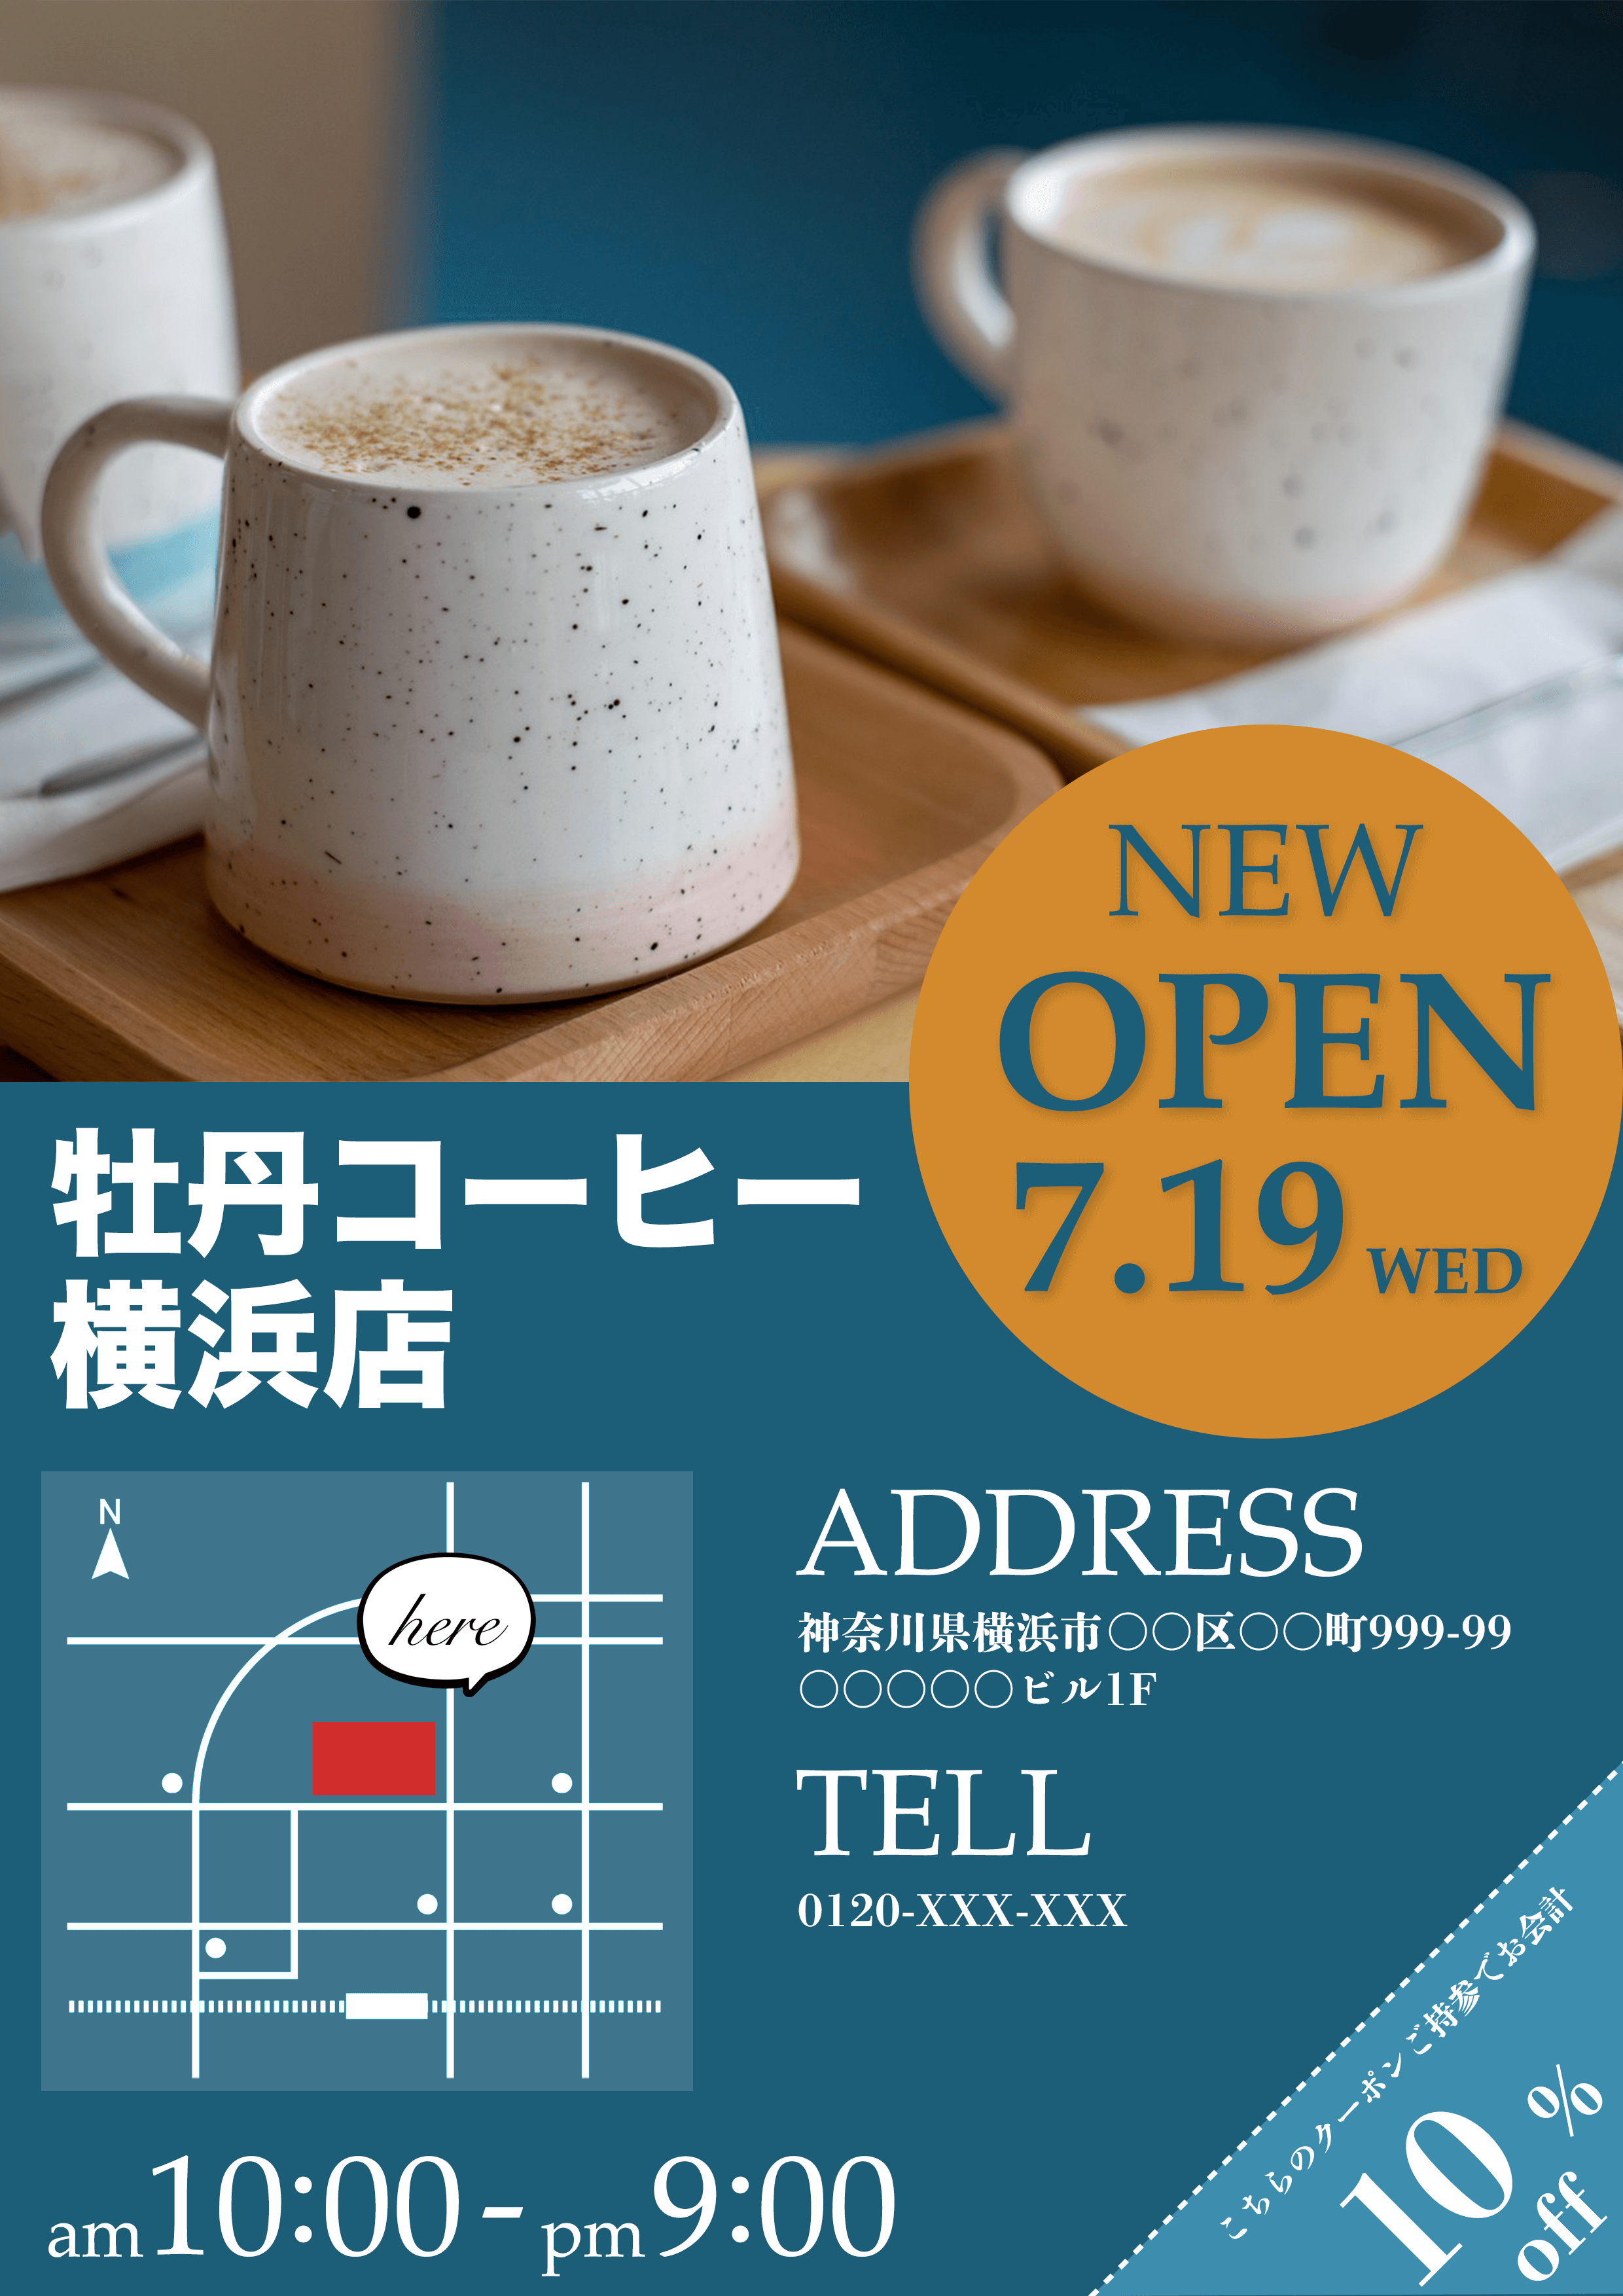 NEW
OPEN
7.19 WED
牡丹コーヒー
横浜店
N
here
ADDRESS
神奈川県横浜市○○区○○町999-99
○○○○○ビル1F
TELL
0120-XXX-XXX
am10:00-pm9:00
こちらのクーポンご持参でお会計
10%
off